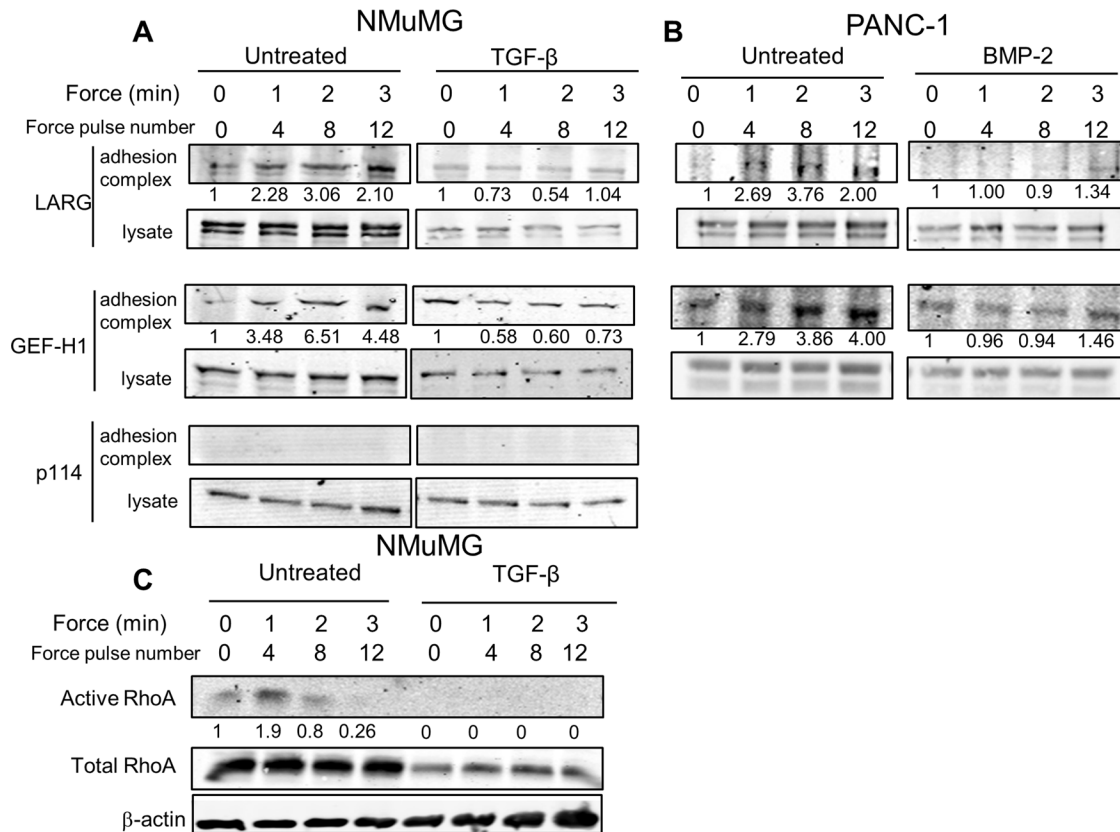 A NMuMG
Untreated TGF-β
Force (min) 0 1 2 3 0 1 2 3
Force pulse number 0 4 8 12 0 4 8 12
LARG
adhesion complex
1 2.28 3.06 2.10 1 0.73 0.54 1.04
lysate
GEF-H1
adhesion complex
1 3.48 6.51 4.48 1 0.58 0.60 0.73
lysate
p114
adhesion complex
lysate
B PANC-1
Untreated BMP-2
0 1 2 3 0 1 2 3
0 4 8 12 0 4 8 12
1 2.69 3.76 2.00 1 1.00 0.9 1.34
1 2.79 3.86 4.00 1 0.96 0.94 1.46
C NMuMG
Untreated TGF-β
Force (min) 0 1 2 3 0 1 2 3
Force pulse number 0 4 8 12 0 4 8 12
Active RhoA
1 1.9 0.8 0.26 0 0 0 0
Total RhoA
β-actin